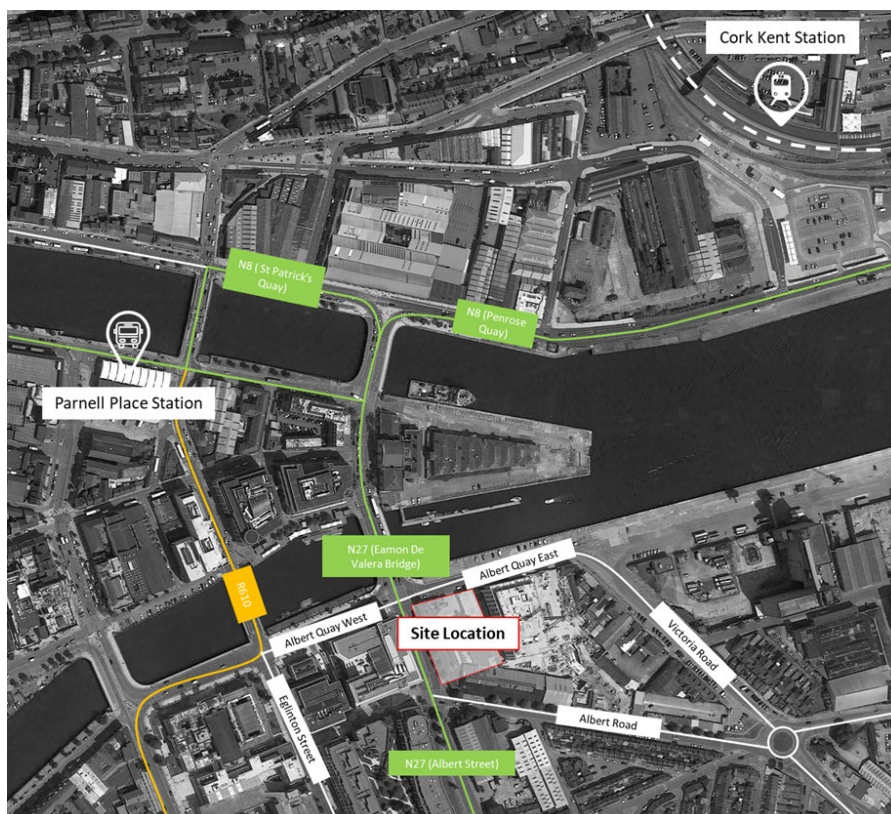 Cork Kent Station
N8 ( St Patrick's
Quay)
N8 (Penrose
Quay)
Parnell Place Station
N27 (Eamon De
Valera Bridge)
Albert Quay East
R610
Albert Quay West
Site Location
Victoria Road
Eglinton Street
Albert Road
N27 (Albert Street)